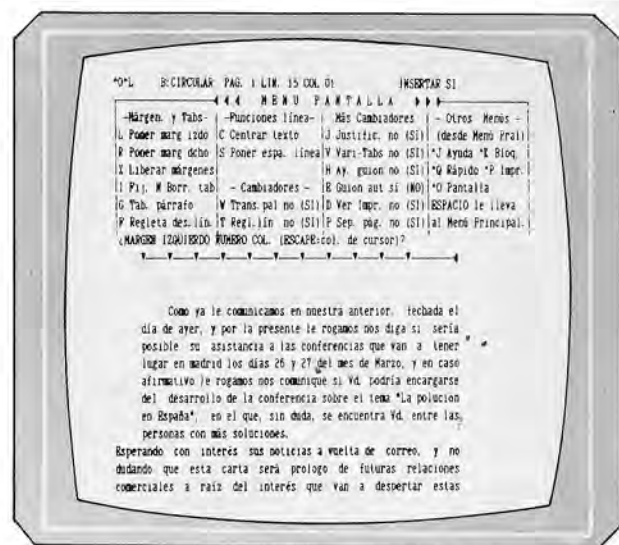 ^O^L B:CIRCULAR PAG. 1 LIN. 15 COL. 01 INSERTAR SI
M E N U P A N T A L L A
-Márgen. y Tabs- -Funciones línea- Más Cambiadores - Otros Menús -
L Poner marg izdo C Centrar texto J Justific. no (SI) (desde Menú Pral)
R Poner marg dcho S Poner espa. línea V Vari-Tabs no (SI) ^J Ayuda ^K Bloq.
X Liberar márgenes H Ay. guion no (SI) ^Q Rápido ^P Impr.
I Fij. N Borr. tab - Cambiadores - E Guion aut si (NO) ^O Pantalla
G Tab. párrafo W Trans.pal no (SI) D Ver Impr. no (SI) ESPACIO le lleva
F Regleta des.lín. T Regl.lín no (SI) P Sep. pág. no (SI) al Menú Principal.
¿MARGEN IZQUIERDO NUMERO COL. (ESCAPE:col. de cursor)?
Como ya le comunicamos en nuestra anterior, fechada el
día de ayer, y por la presente le rogamos nos diga si sería
posible su asistancia a las conferencias que van a tener
lugar en madrid los días 26 y 27 del mes de Marzo, y en caso
afirmativo le rogamos nos comunique si Vd. podría encargarse
del desarrollo de la conferencia sobre el tema "La polucion
en España", en el que, sin duda, se encuentra Vd. entre las
personas con más soluciones.
Esperando con interés sus noticias a vuelta de correo, y no
dudando que esta carta será prologo de futuras relaciones
comerciales a raíz del interés que van a despertar estas